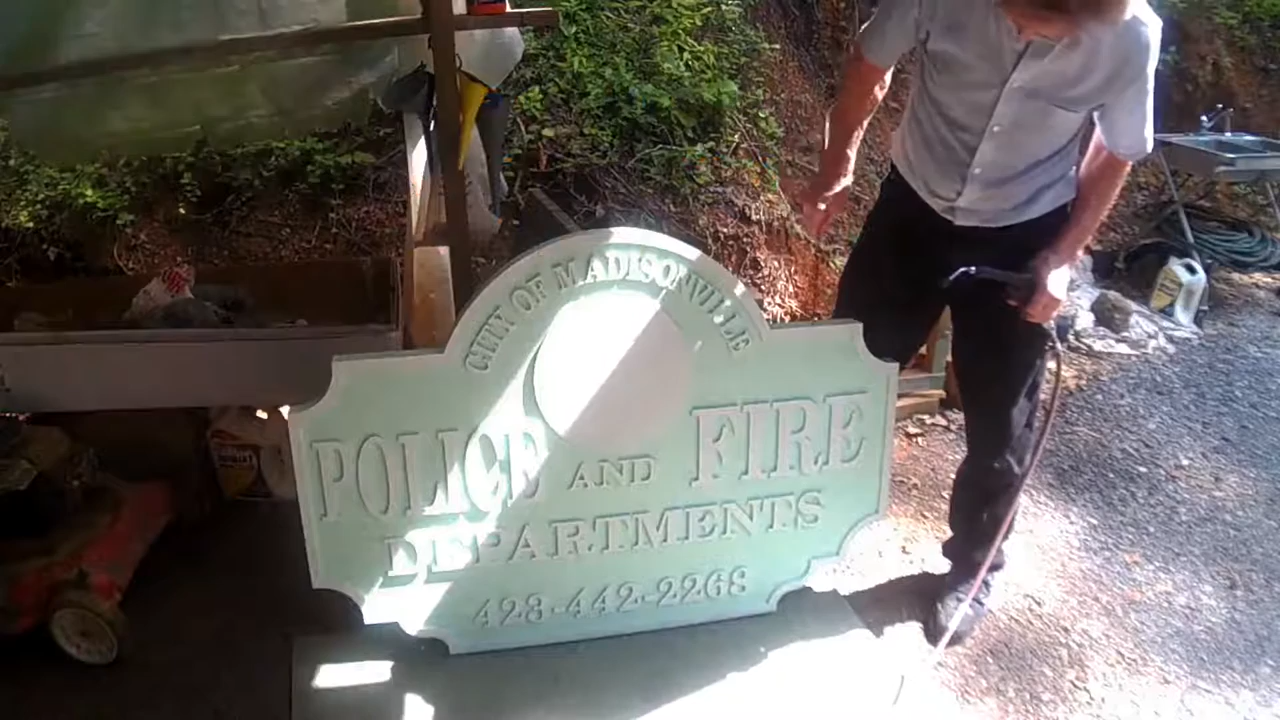 CITY OF MADISONVILLE
POLICE AND FIRE
DEPARTMENTS
423-442-2268